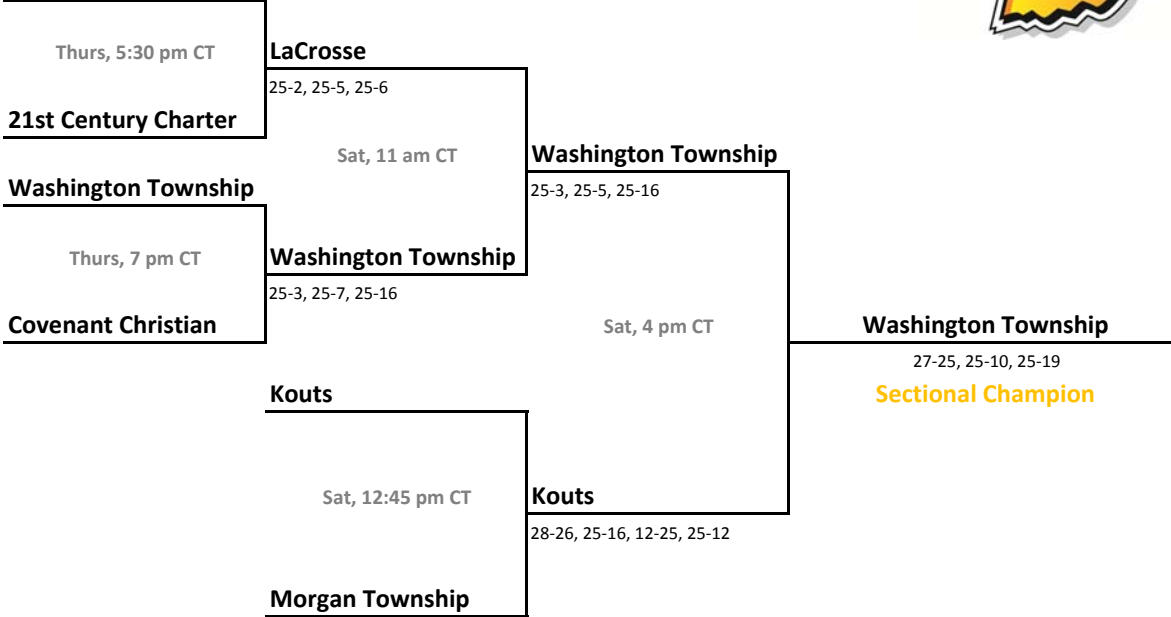 Thurs, 5:30 pm CT
LaCrosse
25-2, 25-5, 25-6
21st Century Charter
Sat, 11 am CT
Washington Township
Washington Township
25-3, 25-5, 25-16
Thurs, 7 pm CT
Washington Township
25-3, 25-7, 25-16
Covenant Christian
Sat, 4 pm CT
Washington Township
27-25, 25-10, 25-19
Kouts
Sectional Champion
Sat, 12:45 pm CT
Kouts
28-26, 25-16, 12-25, 25-12
Morgan Township